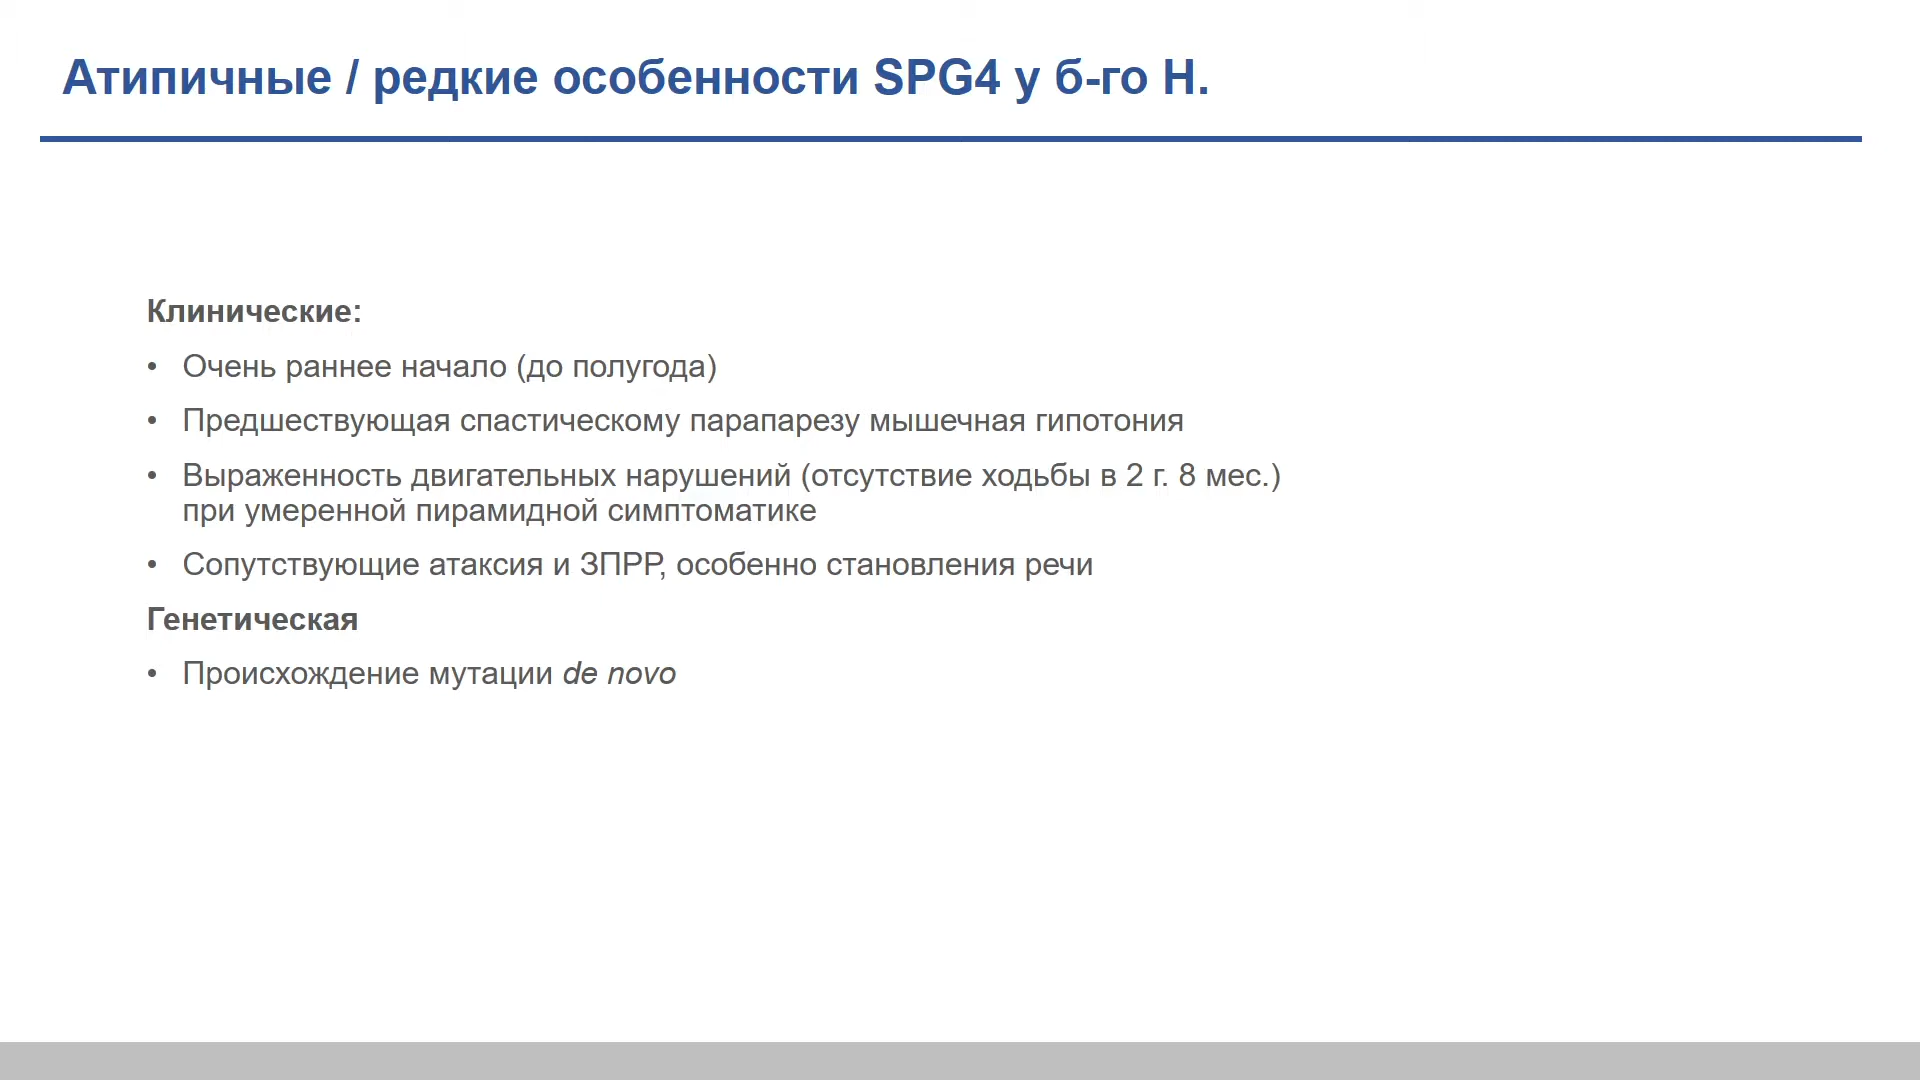 Атипичные / редкие особенности SPG4 у б-го Н.
Клинические:
• Очень раннее начало (до полугода)
• Предшествующая спастическому парапарезу мышечная гипотония
• Выраженность двигательных нарушений (отсутствие ходьбы в 2 г. 8 мес.)
при умеренной пирамидной симптоматике
• Сопутствующие атаксия и ЗПРР, особенно становления речи
Генетическая
• Происхождение мутации de novo